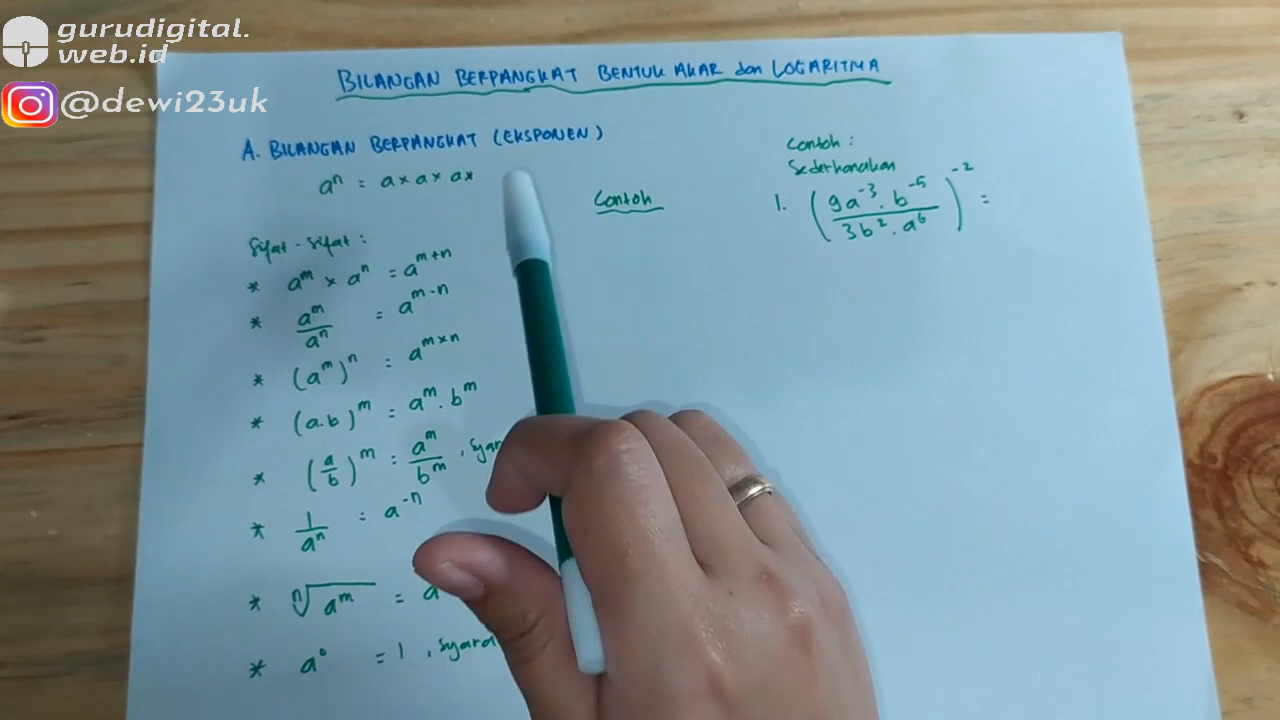 gurudigital.
web.id
@dewi23uk
BILANGAN BERPANGKAT BENTUK AKAR dan LOGARITMA
A. BILANGAN BERPANGKAT (EKSPONEN)
aⁿ = a × a × a ×
Sifat-sifat :
* aᵐ × aⁿ = aᵐ⁺ⁿ
* aᵐ/aⁿ = aᵐ⁻ⁿ
* (aᵐ)ⁿ = aᵐˣⁿ
* (a.b)ᵐ = aᵐ . bᵐ
* (a/b)ᵐ = aᵐ/bᵐ ,
* 1/aⁿ = a⁻ⁿ
* ⁿ√aᵐ = a
* a⁰ = 1 ,
Contoh
Contoh :
Sederhanakan
1. (9a⁻³ . b⁻⁵ / 3b² . a⁶)⁻² =